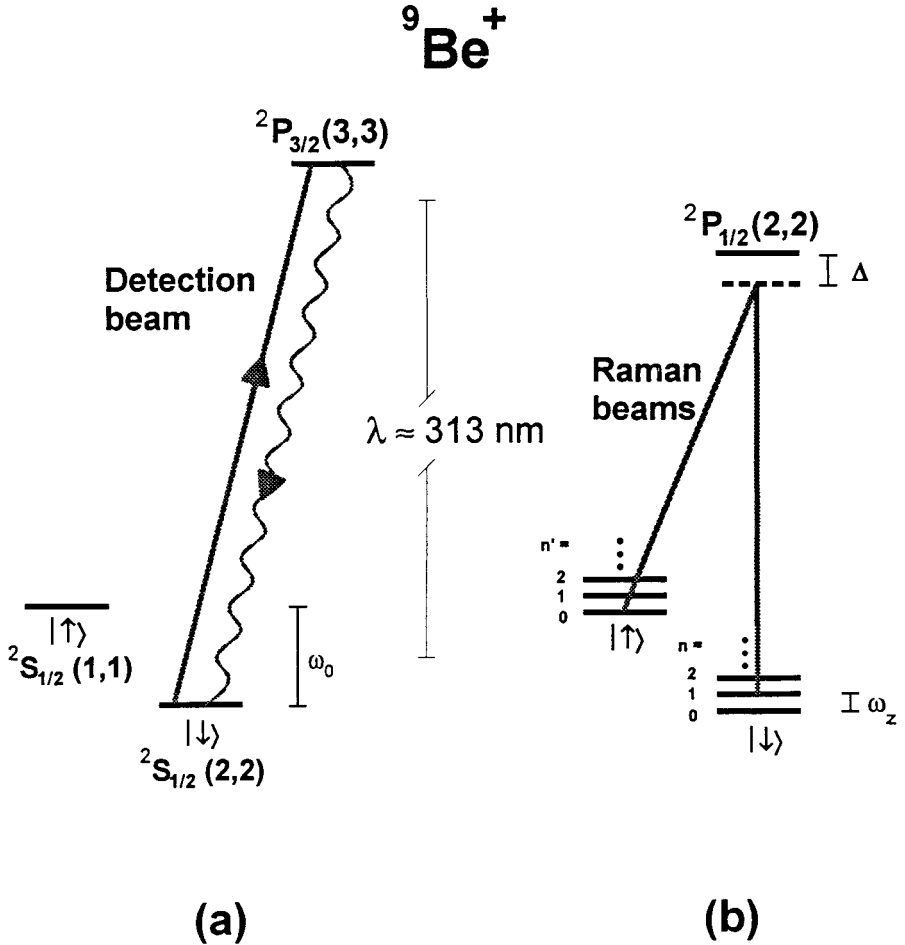 ⁹Be⁺
²P₃/₂(3,3)
Detection
beam
λ ≈ 313 nm
|↑⟩
²S₁/₂ (1,1)
ω₀
|↓⟩
²S₁/₂ (2,2)
(a)
²P₁/₂(2,2)
Δ
Raman
beams
n' =
2
1
0
|↑⟩
n =
2
1
0
ω_z
|↓⟩
(b)